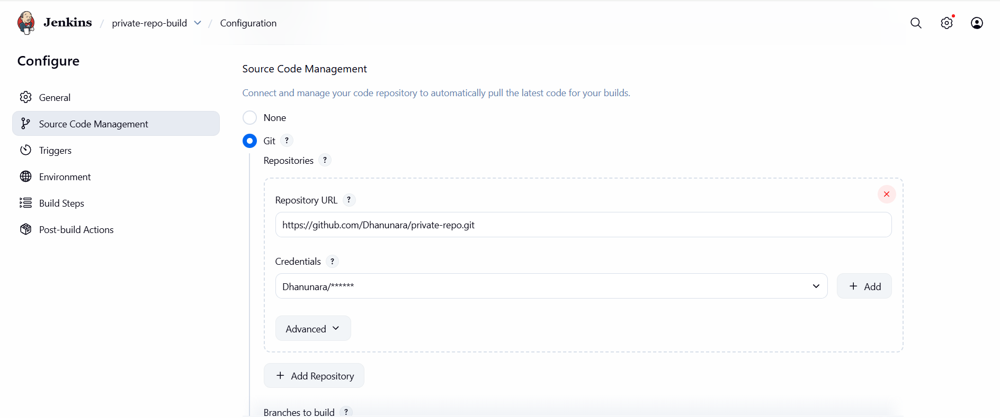 Jenkins / private-repo-build / Configuration
Configure
General
Source Code Management
Triggers
Environment
Build Steps
Post-build Actions
Source Code Management
Connect and manage your code repository to automatically pull the latest code for your builds.
None
Git ?
Repositories ?
Repository URL ?
https://github.com/Dhanunara/private-repo.git
Credentials ?
Dhanunara/******
+ Add
Advanced
+ Add Repository
Branches to build ?